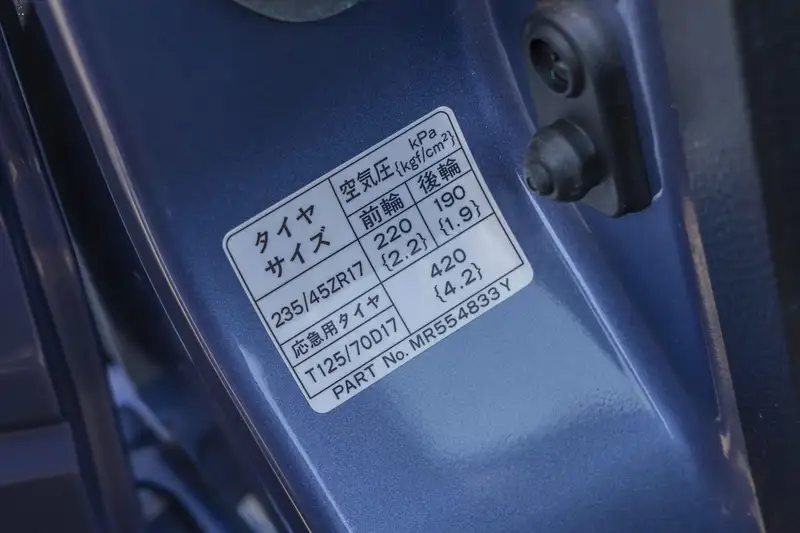 タイヤ
サイズ
空気圧 kPa
{kgf/cm²}
前輪 後輪
235/45ZR17 220 190
{2.2} {1.9}
応急用タイヤ
T125/70D17 420
{4.2}
PART No. MR554833Y